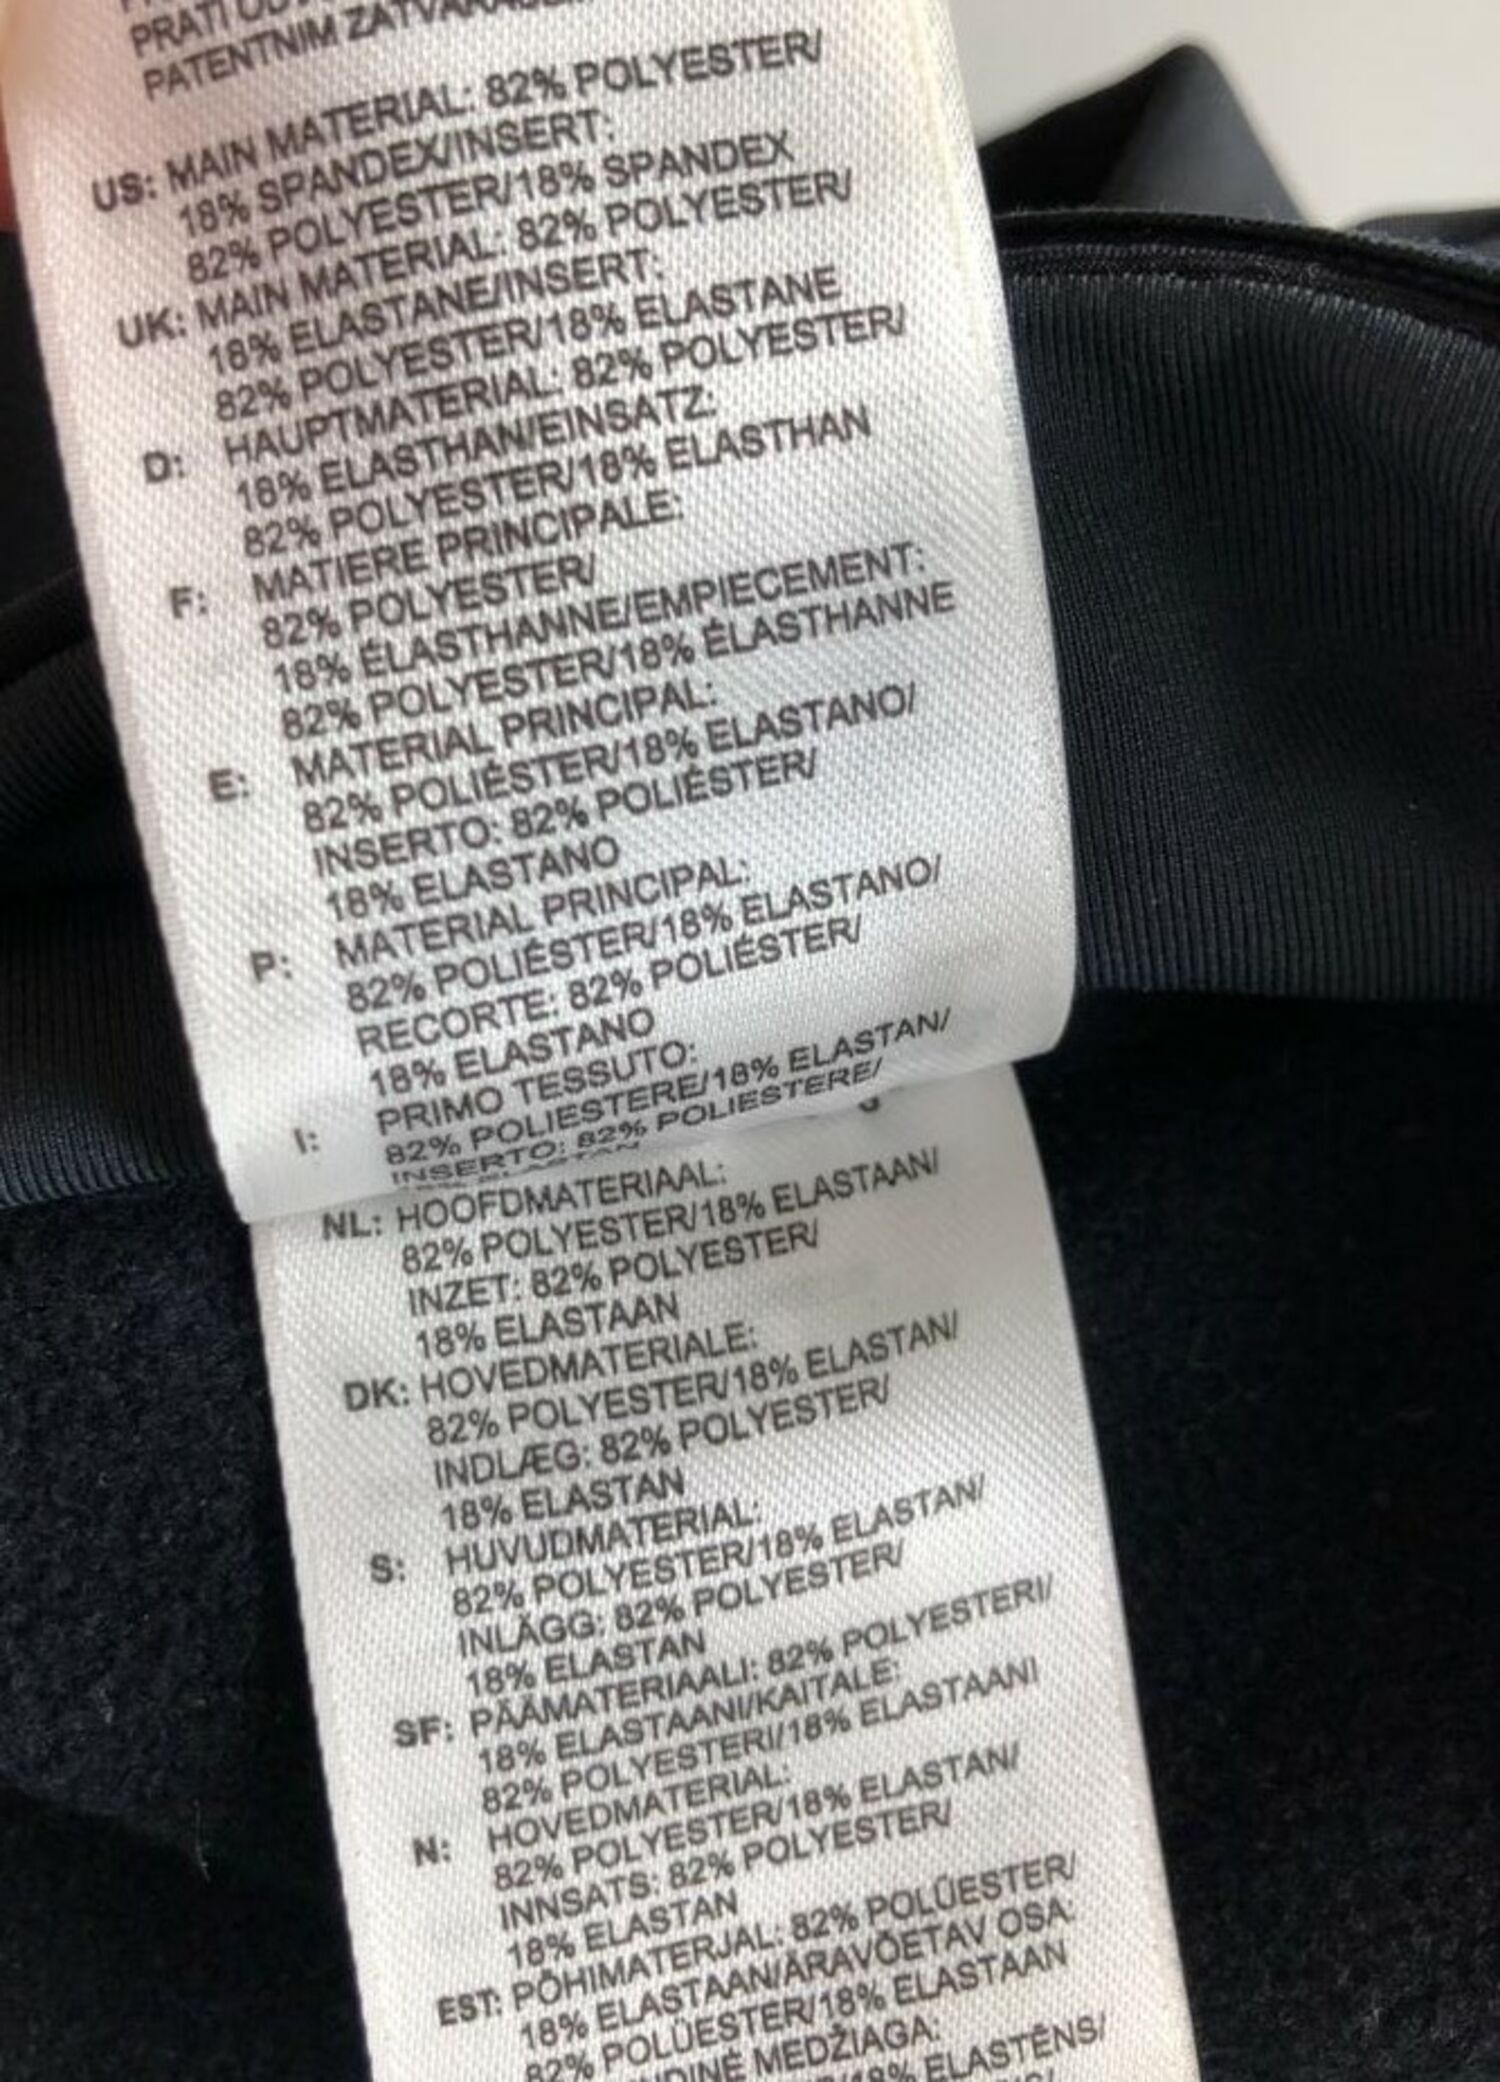 PRATI OD
PATENTNIM
US: MAIN MATERIAL: 82% POLYESTER/
18% SPANDEX/INSERT:
82% POLYESTER/18% SPANDEX
UK: MAIN MATERIAL: 82% POLYESTER/
18% ELASTANE/INSERT:
82% POLYESTER/18% ELASTANE
D: HAUPTMATERIAL: 82% POLYESTER/
18% ELASTHAN/EINSATZ:
82% POLYESTER/18% ELASTHAN
F: MATIERE PRINCIPALE:
82% POLYESTER/
18% ÉLASTHANNE/EMPIECEMENT:
82% POLYESTER/18% ÉLASTHANNE
E: MATERIAL PRINCIPAL:
82% POLIÉSTER/18% ELASTANO/
INSERTO: 82% POLIÉSTER/
18% ELASTANO
P: MATERIAL PRINCIPAL:
82% POLIÉSTER/18% ELASTANO/
RECORTE: 82% POLIÉSTER/
18% ELASTANO
I: PRIMO TESSUTO:
82% POLIESTERE/18% ELASTAN/
INSERTO: 82% POLIESTERE/
NL: HOOFDMATERIAAL:
82% POLYESTER/18% ELASTAAN/
INZET: 82% POLYESTER/
18% ELASTAAN
DK: HOVEDMATERIALE:
82% POLYESTER/18% ELASTAN/
INDLÆG: 82% POLYESTER/
18% ELASTAN
S: HUVUDMATERIAL:
82% POLYESTER/18% ELASTAN/
INLÄGG: 82% POLYESTER/
18% ELASTAN
SF: PÄÄMATERIAALI: 82% POLYESTERI/
18% ELASTAANI/KAITALE:
82% POLYESTERI/18% ELASTAANI
N: HOVEDMATERIAL:
82% POLYESTER/18% ELASTAN/
INNSATS: 82% POLYESTER/
18% ELASTAN
EST: PÕHIMATERJAL: 82% POLÜESTER/
18% ELASTAAN/ÄRAVÕETAV OSA:
82% POLÜESTER/18% ELASTAAN
MEDŽIAGA:
18% ELASTĒNS/